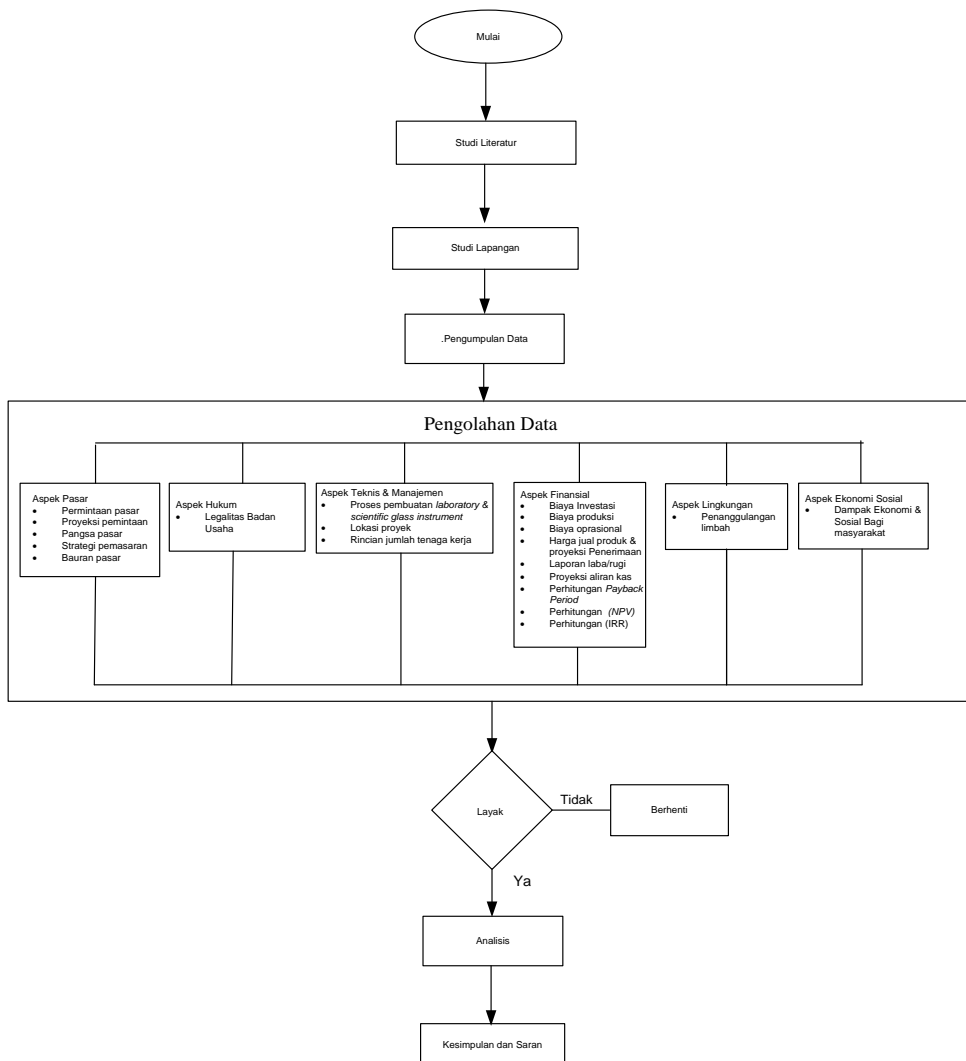 Mulai
Studi Literatur
Studi Lapangan
.Pengumpulan Data
Pengolahan Data
Aspek Pasar
• Permintaan pasar
• Proyeksi pemintaan
• Pangsa pasar
• Strategi pemasaran
• Bauran pasar
Aspek Hukum
• Legalitas Badan
Usaha
Aspek Teknis & Manajemen
• Proses pembuatan laboratory &
scientific glass instrument
• Lokasi proyek
• Rincian jumlah tenaga kerja
Aspek Finansial
• Biaya Investasi
• Biaya produksi
• Biaya oprasional
• Harga jual produk &
proyeksi Penerimaan
• Laporan laba/rugi
• Proyeksi aliran kas
• Perhitungan Payback
Period
• Perhitungan (NPV)
• Perhitungan (IRR)
Aspek Lingkungan
• Penanggulangan
limbah
Aspek Ekonomi Sosial
• Dampak Ekonomi &
Sosial Bagi
masyarakat
Layak
Tidak
Berhenti
Ya
Analisis
Kesimpulan dan Saran